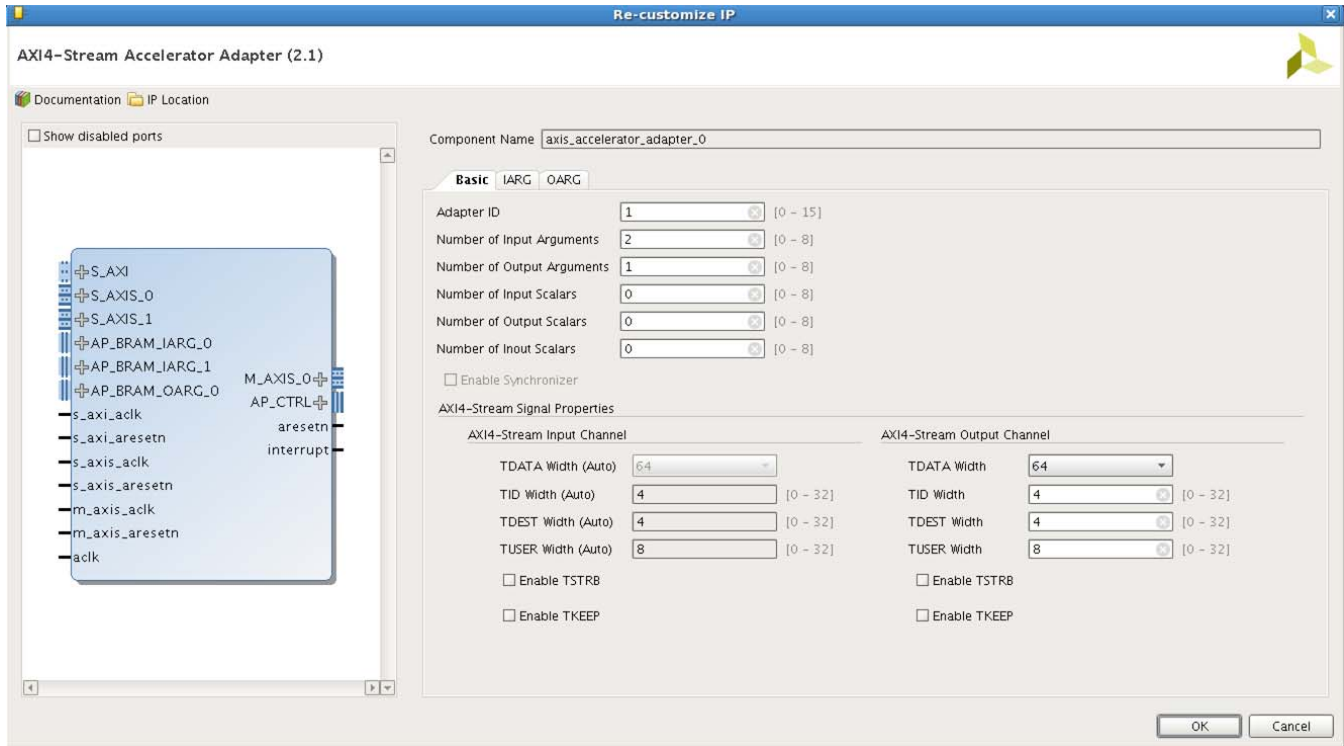 Re-customize IP
AXI4-Stream Accelerator Adapter (2.1)
Documentation IP Location
Show disabled ports
S_AXI
S_AXIS_0
S_AXIS_1
AP_BRAM_IARG_0
AP_BRAM_IARG_1
AP_BRAM_OARG_0
s_axi_aclk
s_axi_aresetn
s_axis_aclk
s_axis_aresetn
m_axis_aclk
m_axis_aresetn
aclk
M_AXIS_0
AP_CTRL
aresetn
interrupt
Component Name axis_accelerator_adapter_0
Basic IARG OARG
Adapter ID 1 [0 - 15]
Number of Input Arguments 2 [0 - 8]
Number of Output Arguments 1 [0 - 8]
Number of Input Scalars 0 [0 - 8]
Number of Output Scalars 0 [0 - 8]
Number of Inout Scalars 0 [0 - 8]
Enable Synchronizer
AXI4-Stream Signal Properties
AXI4-Stream Input Channel
TDATA Width (Auto) 64
TID Width (Auto) 4 [0 - 32]
TDEST Width (Auto) 4 [0 - 32]
TUSER Width (Auto) 8 [0 - 32]
Enable TSTRB
Enable TKEEP
AXI4-Stream Output Channel
TDATA Width 64
TID Width 4 [0 - 32]
TDEST Width 4 [0 - 32]
TUSER Width 8 [0 - 32]
Enable TSTRB
Enable TKEEP
OK Cancel